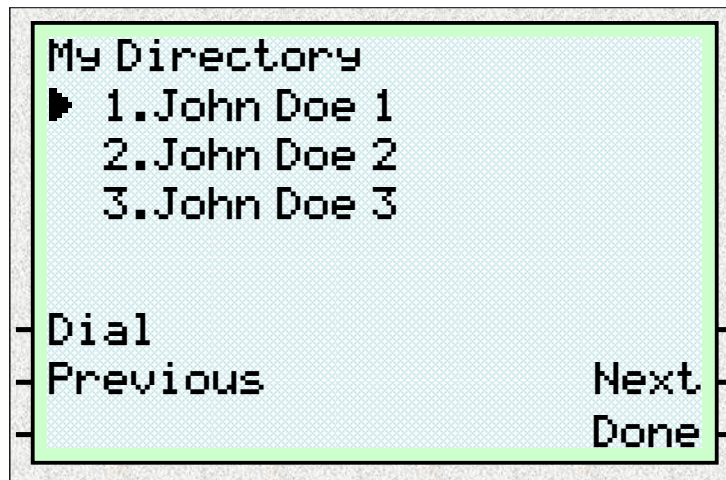 My Directory
1.John Doe 1
2.John Doe 2
3.John Doe 3
Dial
Previous Next
Done